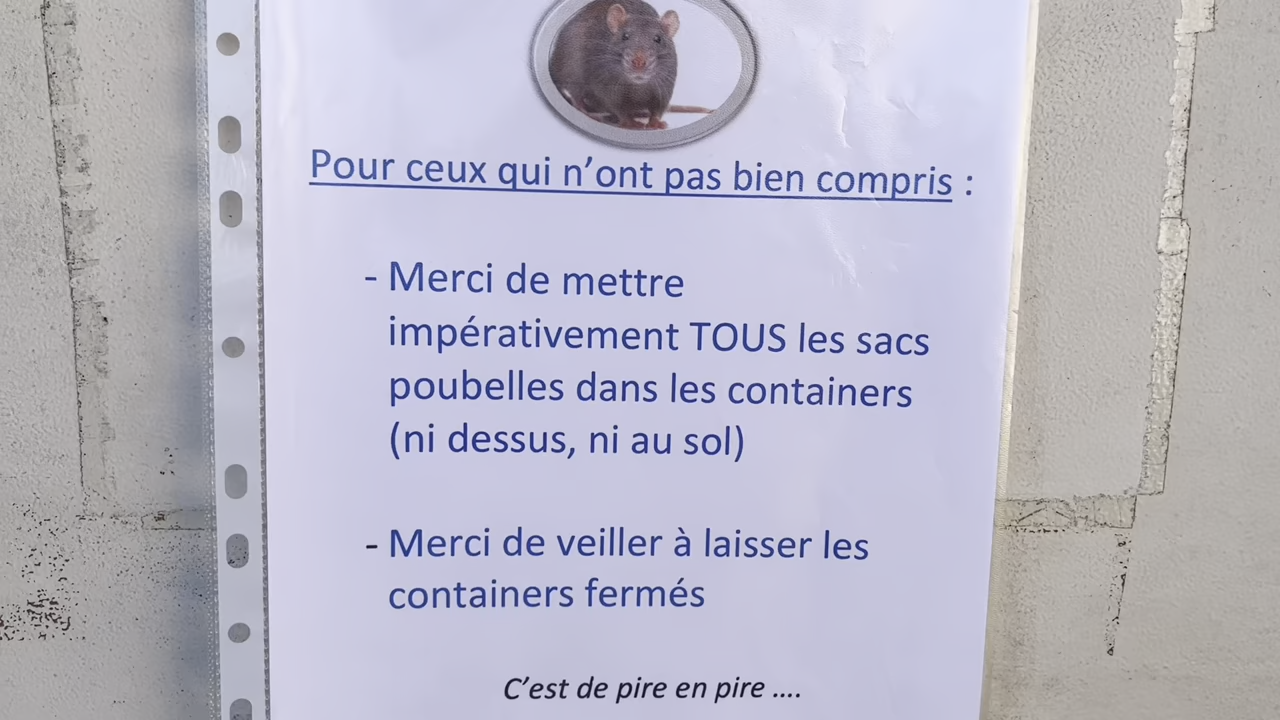 Pour ceux qui n’ont pas bien compris :
- Merci de mettre
impérativement TOUS les sacs
poubelles dans les containers
(ni dessus, ni au sol)
- Merci de veiller à laisser les
containers fermés
C’est de pire en pire ....